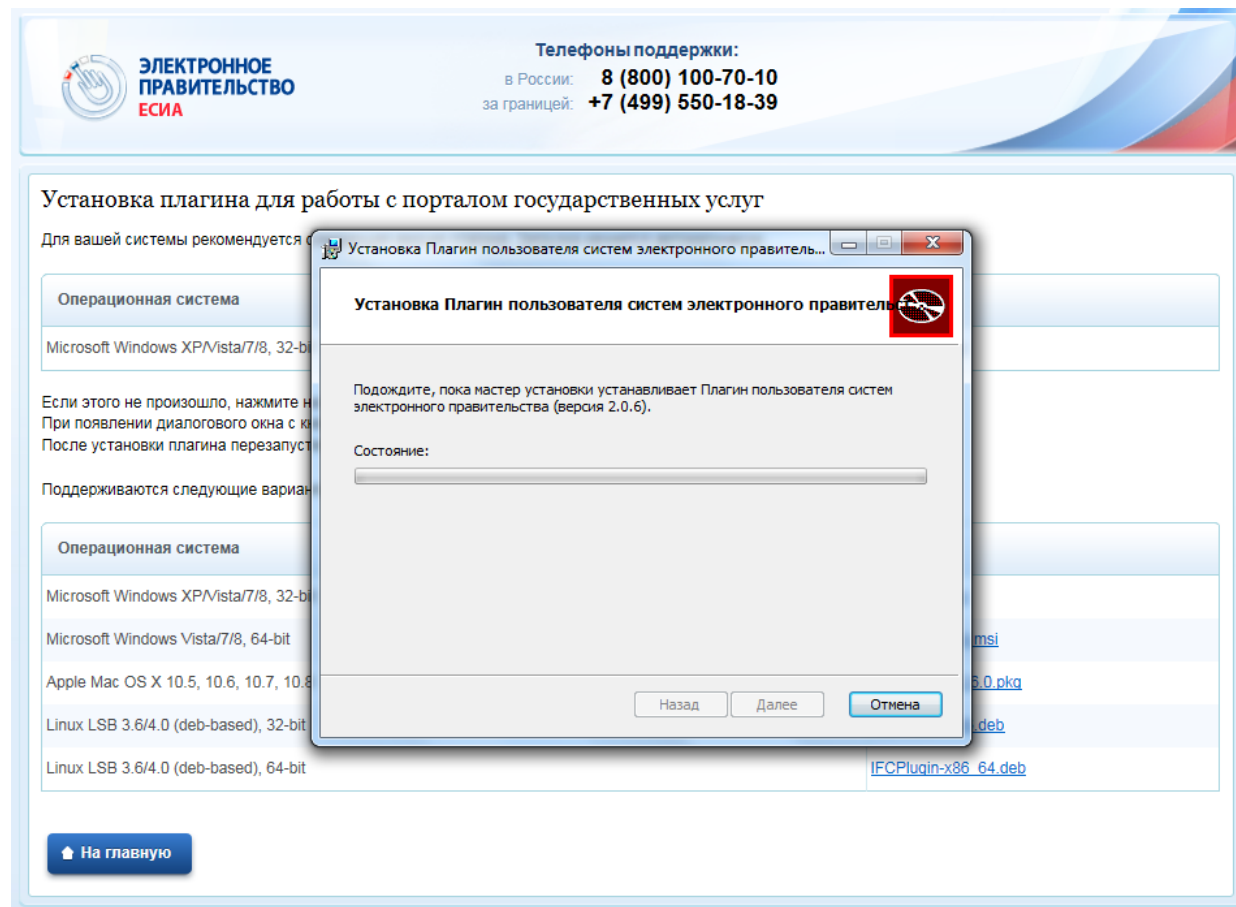 ЭЛЕКТРОННОЕ
ПРАВИТЕЛЬСТВО
ЕСИА
Телефоны поддержки:
в России: 8 (800) 100-70-10
за границей: +7 (499) 550-18-39
Установка плагина для работы с порталом государственных услуг
Для вашей системы рекомендуется
Установка Плагин пользователя систем электронного правитель...
Операционная система
Установка Плагин пользователя систем электронного правительс
Microsoft Windows XP/Vista/7/8, 32-bi
Подождите, пока мастер установки устанавливает Плагин пользователя систем
электронного правительства (версия 2.0.6).
Если этого не произошло, нажмите
При появлении диалогового окна с
После установки плагина перезапуст
Состояние:
Поддерживаются следующие вариан
Операционная система
Microsoft Windows XP/Vista/7/8, 32-bi
Microsoft Windows Vista/7/8, 64-bit msi
Apple Mac OS X 10.5, 10.6, 10.7, 10.8 6.0.pkg
Назад Далее Отмена
Linux LSB 3.6/4.0 (deb-based), 32-bit .deb
Linux LSB 3.6/4.0 (deb-based), 64-bit IFCPlugin-x86_64.deb
На главную